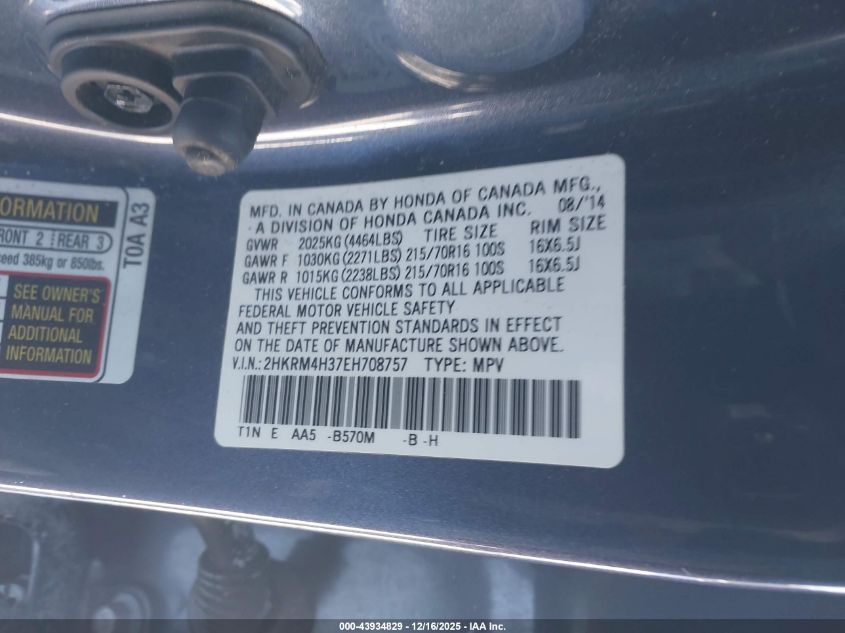 ORMATION
RONT 2 REAR 3
ceed 385kg or 850lbs.
SEE OWNER'S
MANUAL FOR
ADDITIONAL
INFORMATION
T0A A3
MFD. IN CANADA BY HONDA OF CANADA MFG.,
A DIVISION OF HONDA CANADA INC. 08/'14
GVWR 2025KG (4464LBS) TIRE SIZE RIM SIZE
GAWR F 1030KG (2271LBS) 215/70R16 100S 16X6.5J
GAWR R 1015KG (2238LBS) 215/70R16 100S 16X6.5J
THIS VEHICLE CONFORMS TO ALL APPLICABLE
FEDERAL MOTOR VEHICLE SAFETY
AND THEFT PREVENTION STANDARDS IN EFFECT
ON THE DATE OF MANUFACTURE SHOWN ABOVE.
V.I.N.: 2HKRM4H37EH708757 TYPE: MPV
T1N E AA5 -B570M -B -H
000-43934829 - 12/16/2025 - IAA Inc.